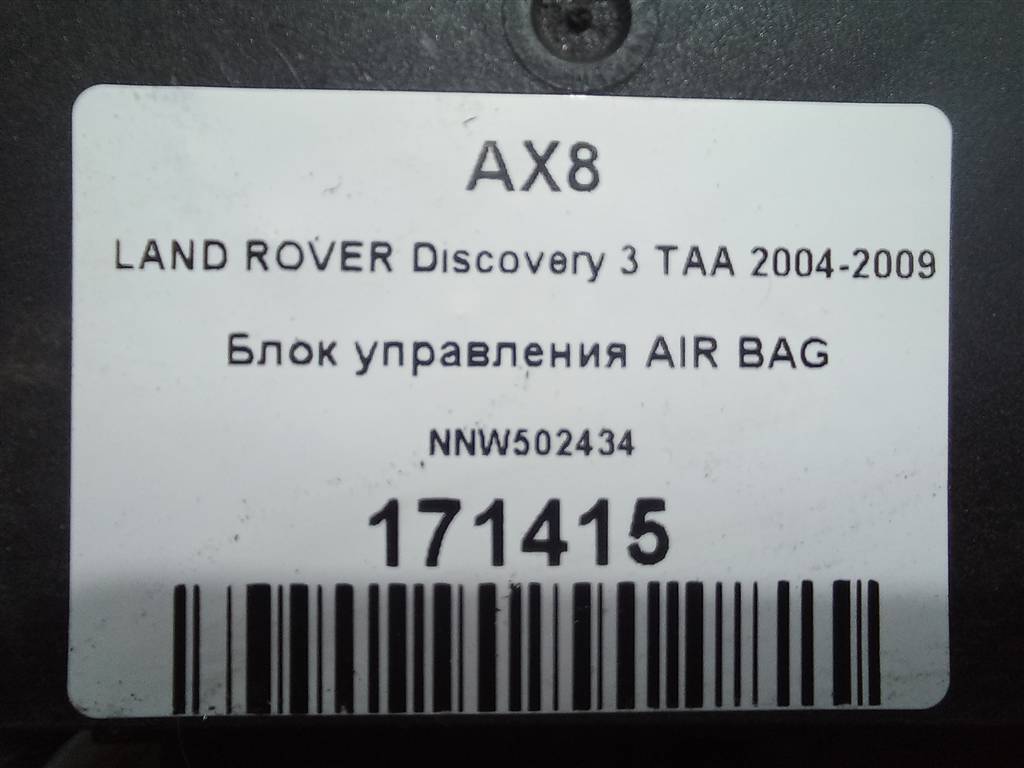 AX8
LAND ROVER Discovery 3 TAA 2004-2009
Блок управления AIR BAG
NNW502434
171415